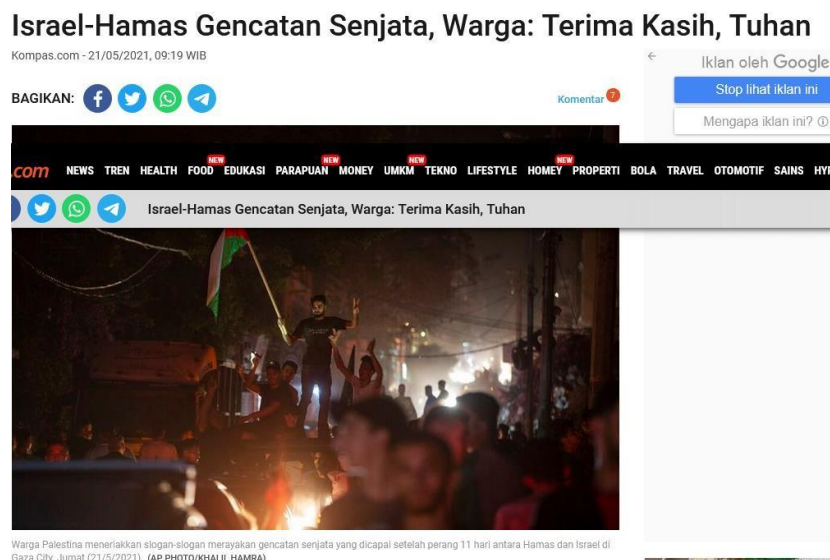 Israel-Hamas Gencatan Senjata, Warga: Terima Kasih, Tuhan
Kompas.com - 21/05/2021, 09:19 WIB
Iklan oleh Google
Stop lihat iklan ini
BAGIKAN:
Komentar 7
Mengapa iklan ini?
.com NEWS TREN HEALTH FOOD NEW EDUKASI PARAPUAN NEW MONEY UMKM NEW TEKNO LIFESTYLE HOMEY NEW PROPERTI BOLA TRAVEL OTOMOTIF SAINS HY
Israel-Hamas Gencatan Senjata, Warga: Terima Kasih, Tuhan
Warga Palestina meneriakkan slogan-slogan merayakan gencatan senjata yang dicapai setelah perang 11 hari antara Hamas dan Israel di
Gaza City, Jumat (21/5/2021). (AP PHOTO/KHALIL HAMRA)